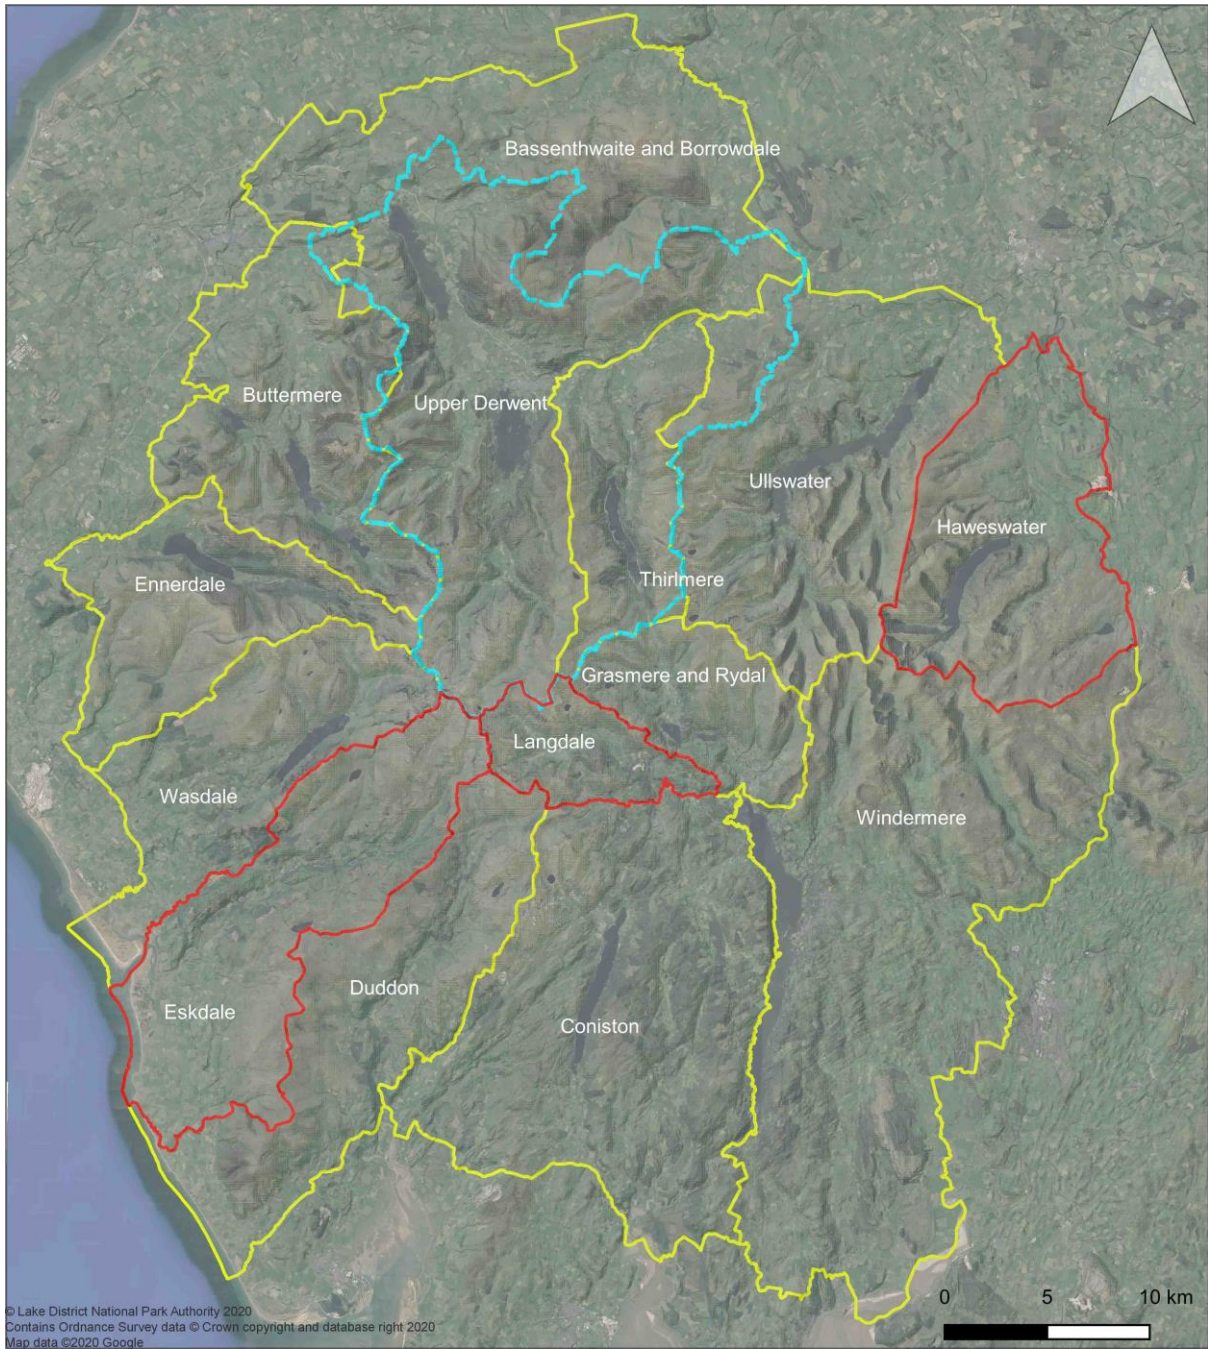 Bassenthwaite and Borrowdale
Buttermere
Upper Derwent
Ullswater
Haweswater
Ennerdale
Thirlmere
Grasmere and Rydal
Langdale
Wasdale
Windermere
Duddon
Eskdale
Coniston
0 5 10 km
© Lake District National Park Authority 2020
Contains Ordnance Survey data © Crown copyright and database right 2020
Map data ©2020 Google